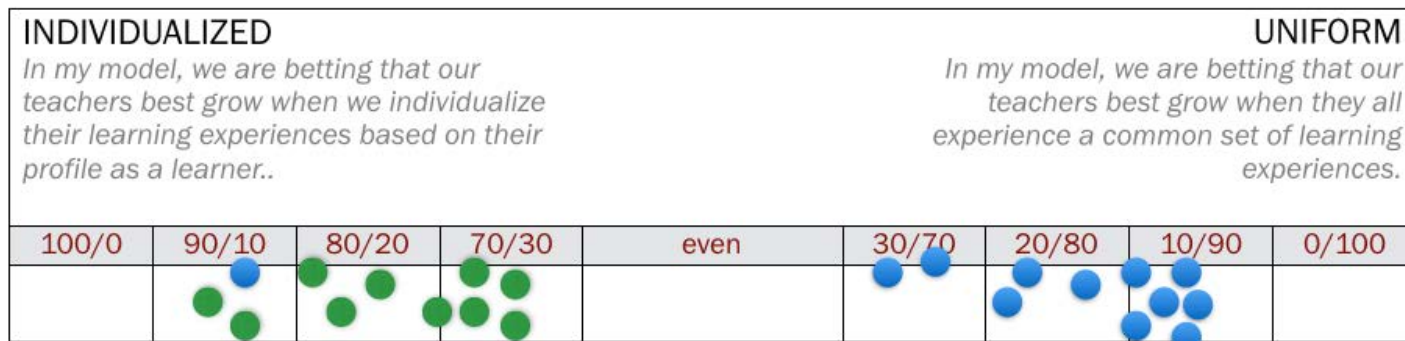 INDIVIDUALIZED
In my model, we are betting that our
teachers best grow when we individualize
their learning experiences based on their
profile as a learner..
UNIFORM
In my model, we are betting that our
teachers best grow when they all
experience a common set of learning
experiences.
100/0 90/10 80/20 70/30 even 30/70 20/80 10/90 0/100